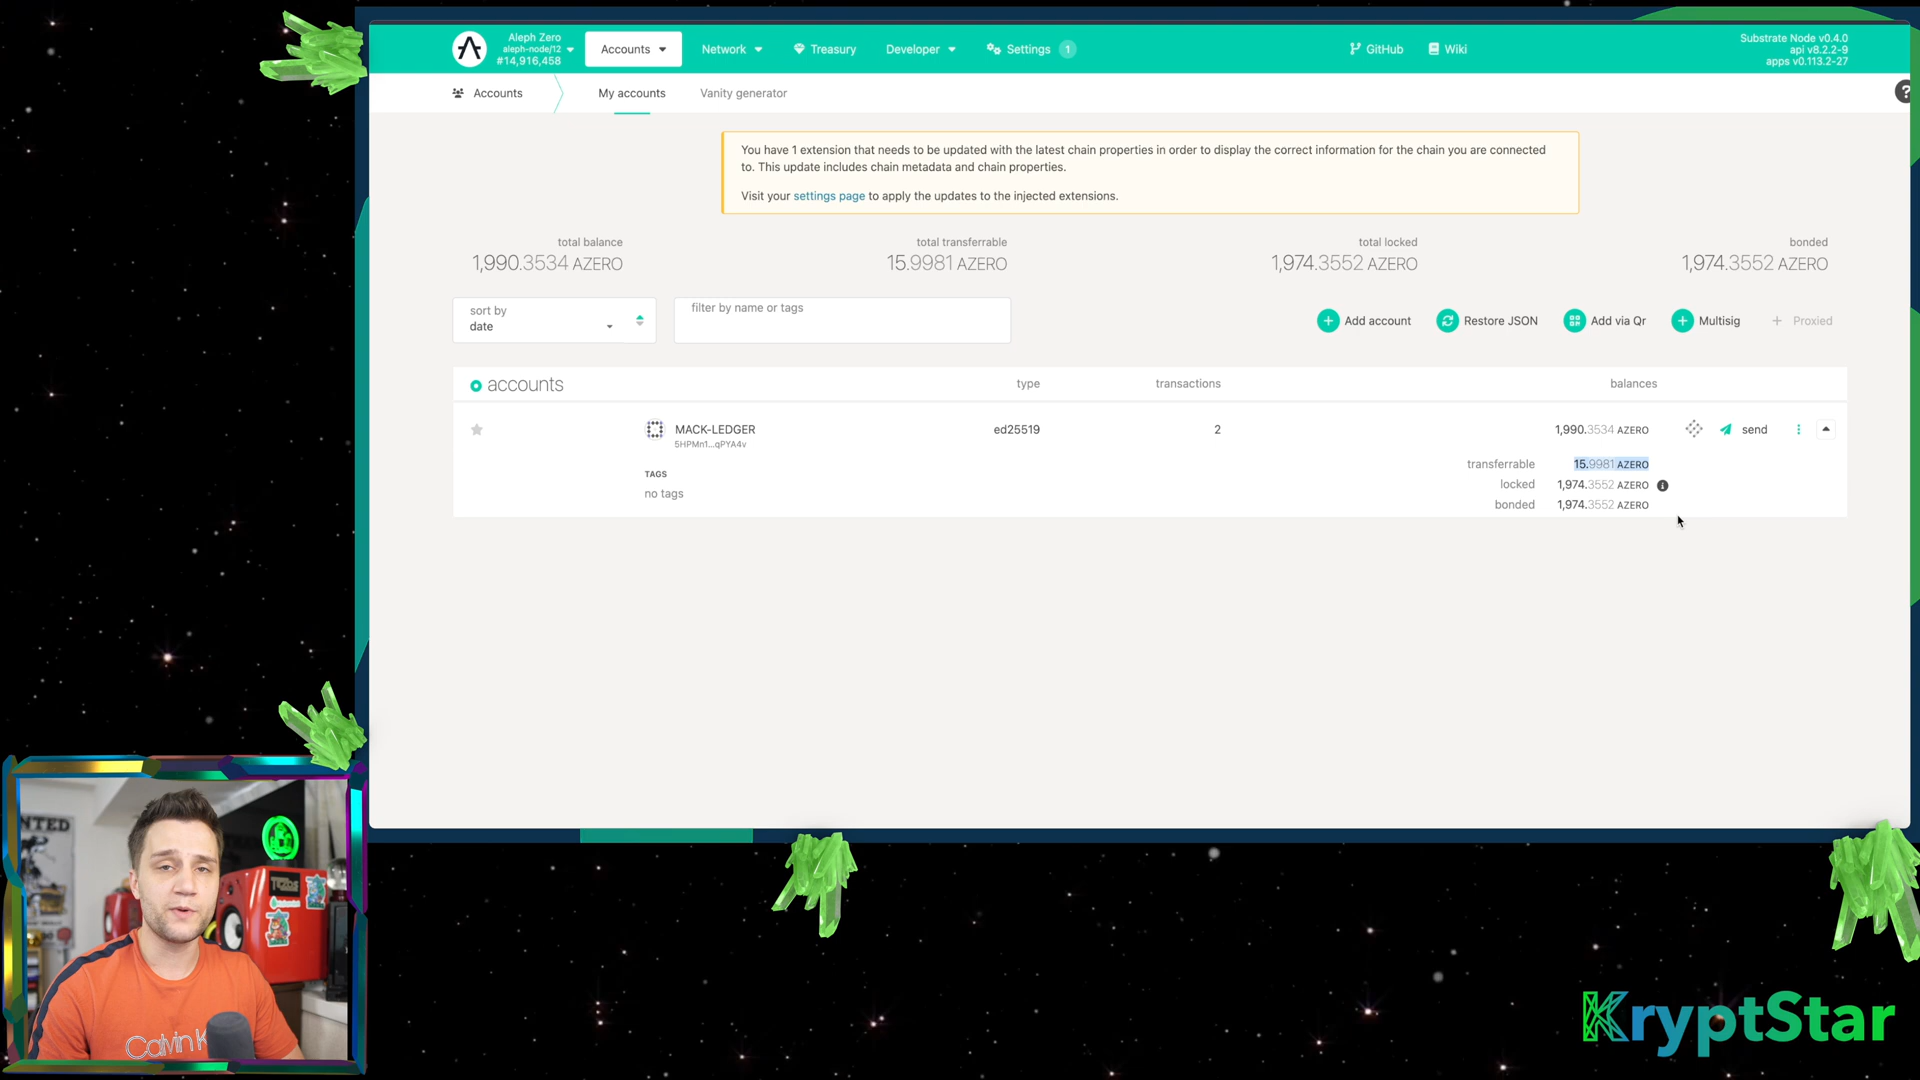 Aleph Zero
aleph-node/12
#14,916,458
Accounts
Network
Treasury
Developer
Settings 1
GitHub
Wiki
Substrate Node v0.4.0
api v8.2.2-9
apps v0.113.2-27
Accounts
My accounts
Vanity generator
?
You have 1 extension that needs to be updated with the latest chain properties in order to display the correct information for the chain you are connected
to. This update includes chain metadata and chain properties.
Visit your settings page to apply the updates to the injected extensions.
total balance
1,990.3534 AZERO
total transferrable
15.9981 AZERO
total locked
1,974.3552 AZERO
bonded
1,974.3552 AZERO
sort by
date
filter by name or tags
Add account
Restore JSON
Add via Qr
Multisig
Proxied
accounts
type
transactions
balances
MACK-LEDGER
5HPMn1...qPYA4v
ed25519
2
1,990.3534 AZERO
send
TAGS
no tags
transferrable 15.9981 AZERO
locked 1,974.3552 AZERO
bonded 1,974.3552 AZERO
Calvin K
KryptStar